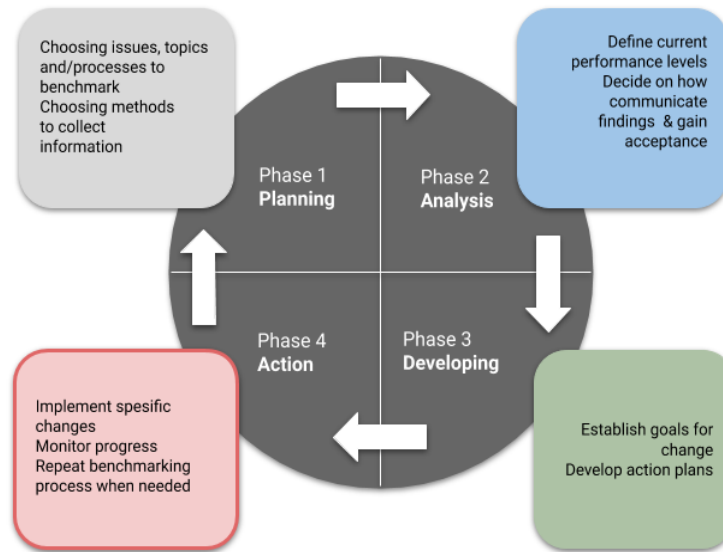 Choosing issues, topics
and/or/processes to
benchmark
Choosing methods
to collect
information
Define current
performance levels
Decide on how
communicate
findings & gain
acceptance
Phase 1
Planning
Phase 2
Analysis
Phase 4
Action
Phase 3
Developing
Implement spesific
changes
Monitor progress
Repeat benchmarking
process when needed
Establish goals for
change
Develop action plans